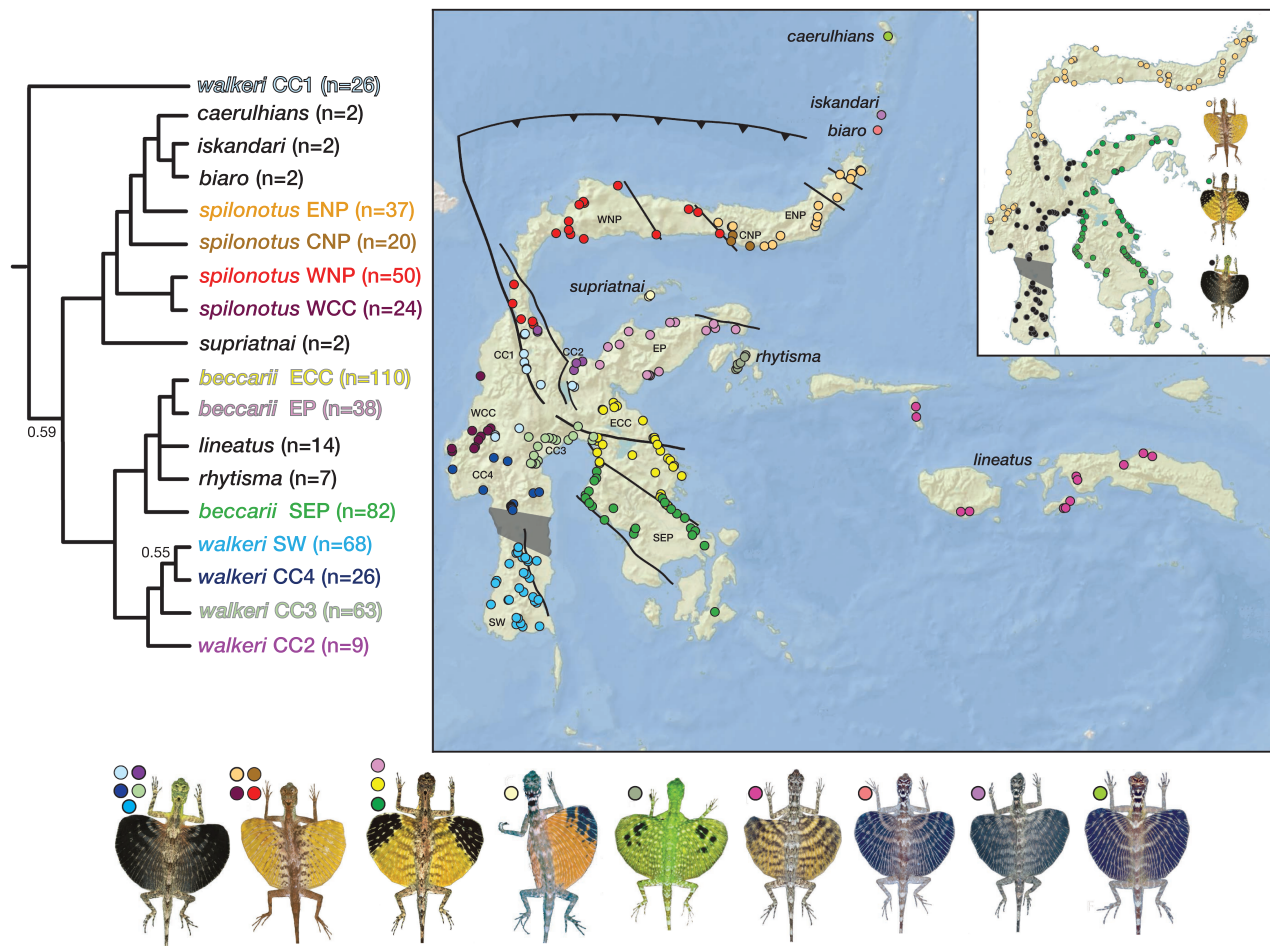 walkeri CC1 (n=26)
caerulhians (n=2)
iskandari (n=2)
biaro (n=2)
spilonotus ENP (n=37)
spilonotus CNP (n=20)
spilonotus WNP (n=50)
spilonotus WCC (n=24)
supriatnai (n=2)
beccarii ECC (n=110)
beccarii EP (n=38)
lineatus (n=14)
rhytisma (n=7)
beccarii SEP (n=82)
walkeri SW (n=68)
walkeri CC4 (n=26)
walkeri CC3 (n=63)
walkeri CC2 (n=9)
0.59
0.55
caerulhians
iskandari
biaro
WNP
CNP
ENP
supriatnai
CC1
CC2
EP
rhytisma
WCC
ECC
CC3
CC4
lineatus
SEP
SW